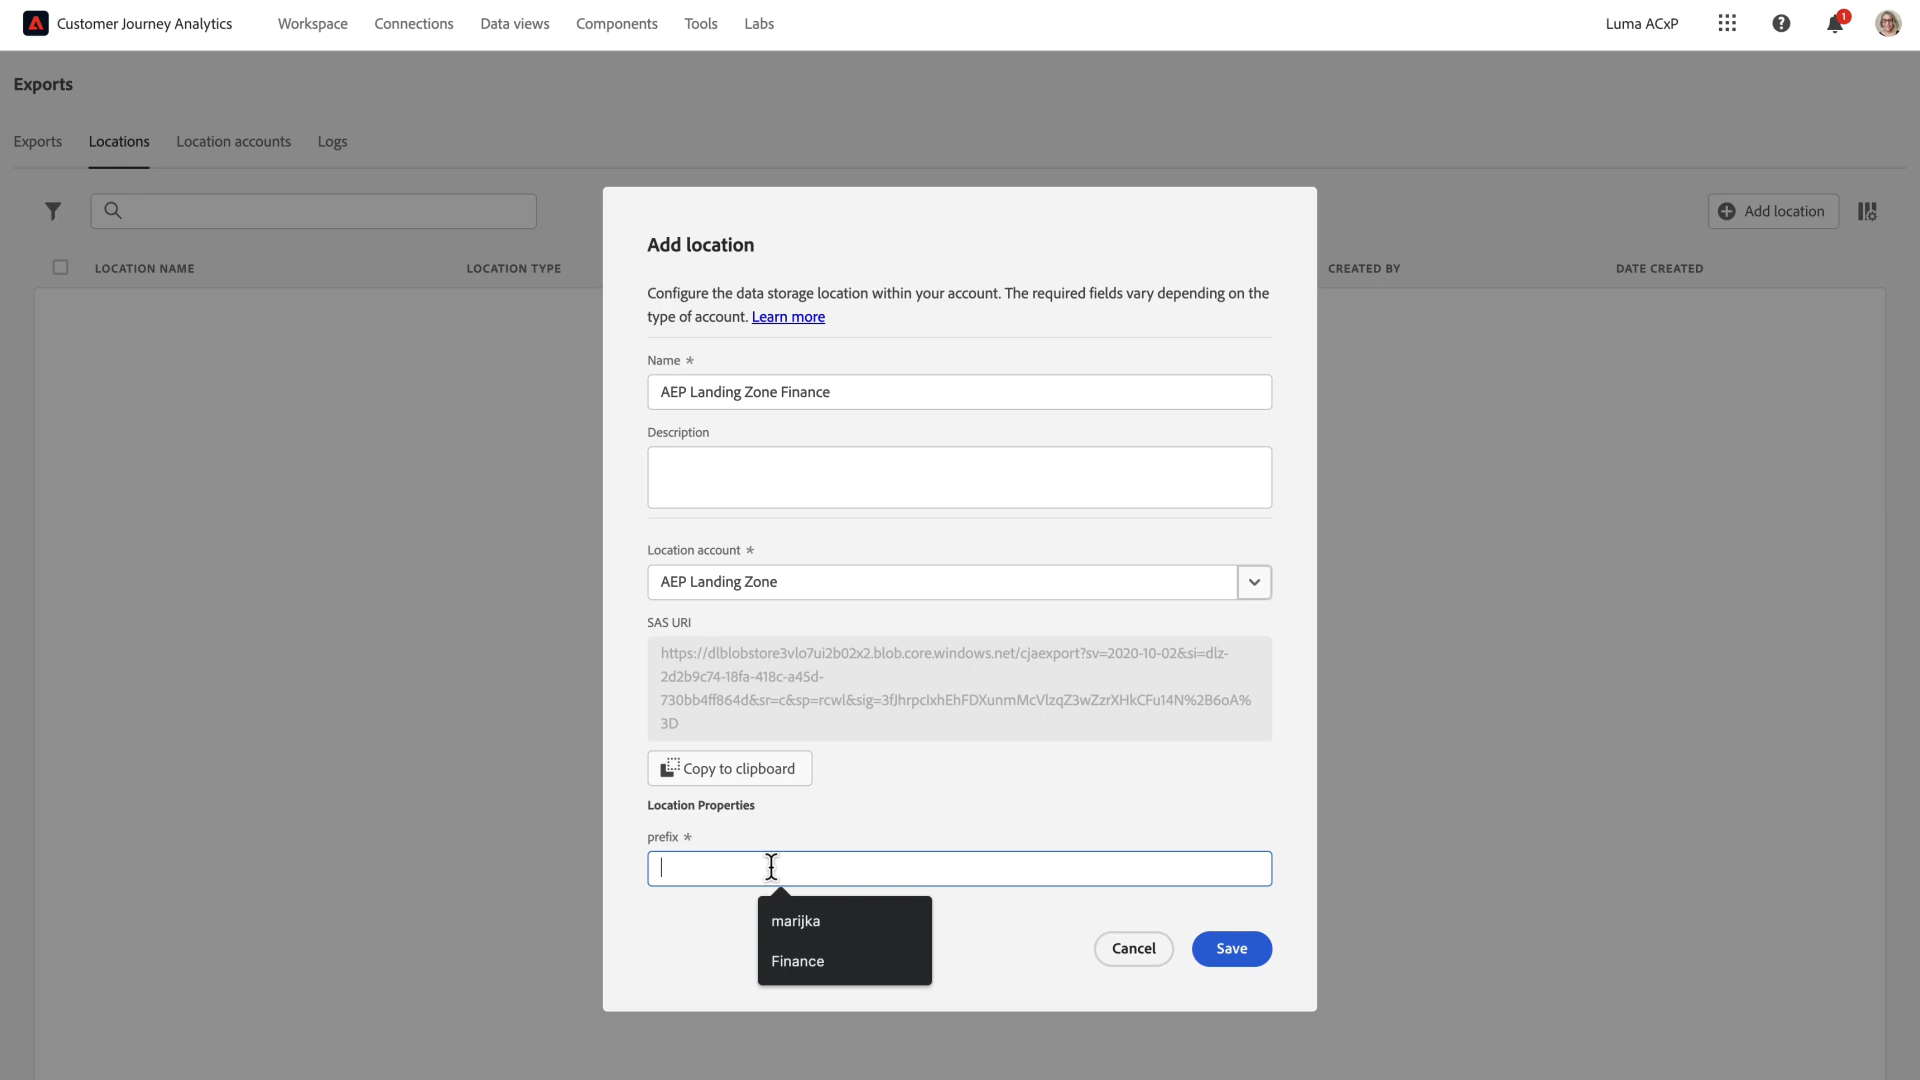 Customer Journey Analytics
Workspace
Connections
Data views
Components
Tools
Labs
Luma ACxP
1
Exports
Exports
Locations
Location accounts
Logs
Add location
LOCATION NAME
LOCATION TYPE
CREATED BY
DATE CREATED
Add location
Configure the data storage location within your account. The required fields vary depending on the
type of account. Learn more
Name *
AEP Landing Zone Finance
Description
Location account *
AEP Landing Zone
SAS URI
https://dlblobstore3vlo7ui2b02x2.blob.core.windows.net/cjaexport?sv=2020-10-02&si=dlz-
2d2b9c74-18fa-418c-a45d-
730bb4ff864d&sr=c&sp=rcwl&sig=3fJhrpcIxhEhFDXunmMcVlzqZ3wZzrXHkCFu14N%2B6oA%
3D
Copy to clipboard
Location Properties
prefix *
marijka
Finance
Cancel
Save